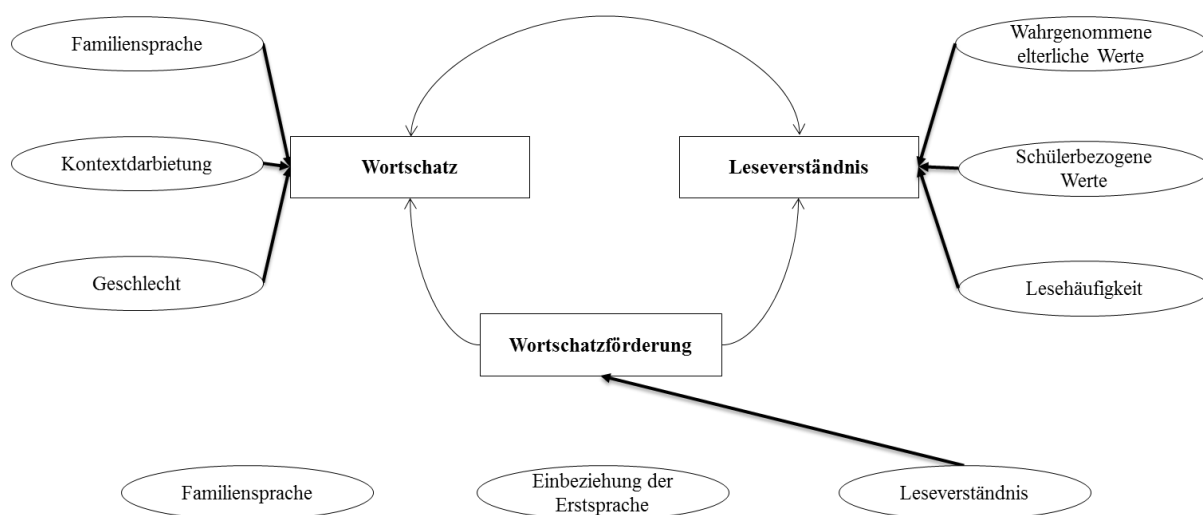 Familiensprache
Wahrgenommene
elterliche Werte
Kontextdarbietung
Wortschatz
Leseverständnis
Schülerbezogene
Werte
Geschlecht
Lesehäufigkeit
Wortschatzförderung
Familiensprache
Einbeziehung der
Erstsprache
Leseverständnis